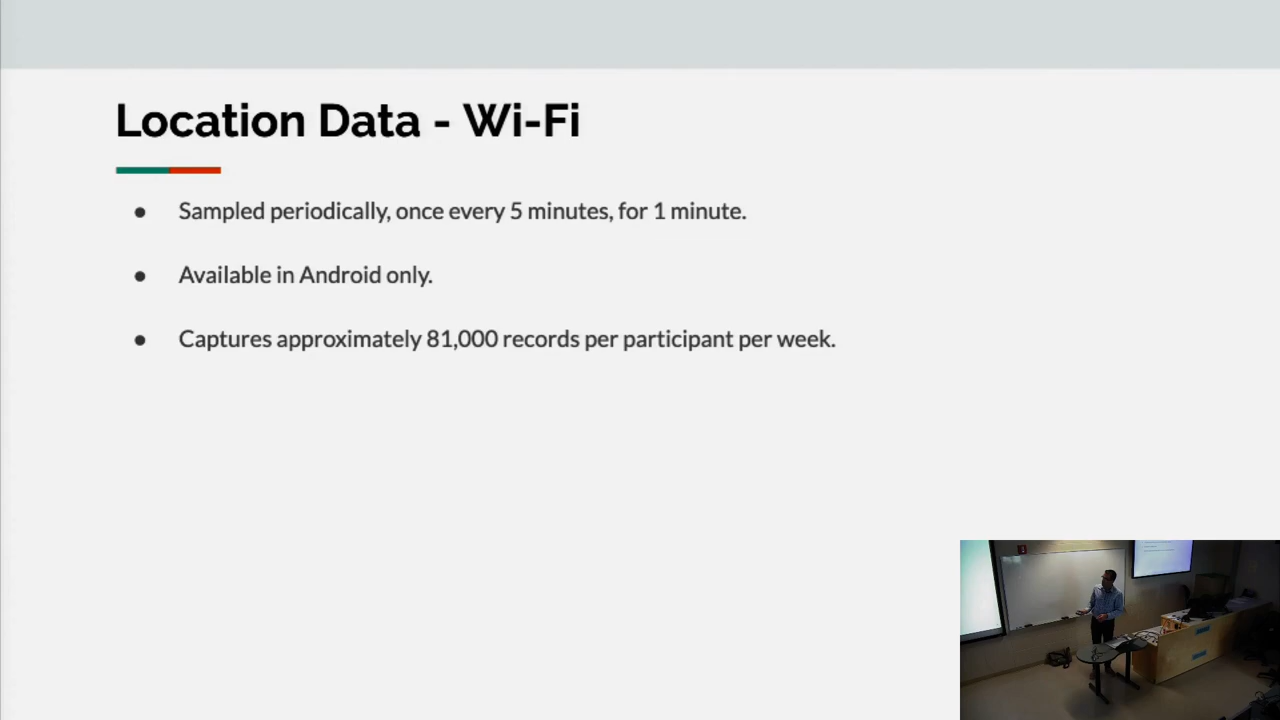 Location Data - Wi-Fi
● Sampled periodically, once every 5 minutes, for 1 minute.
● Available in Android only.
● Captures approximately 81,000 records per participant per week.